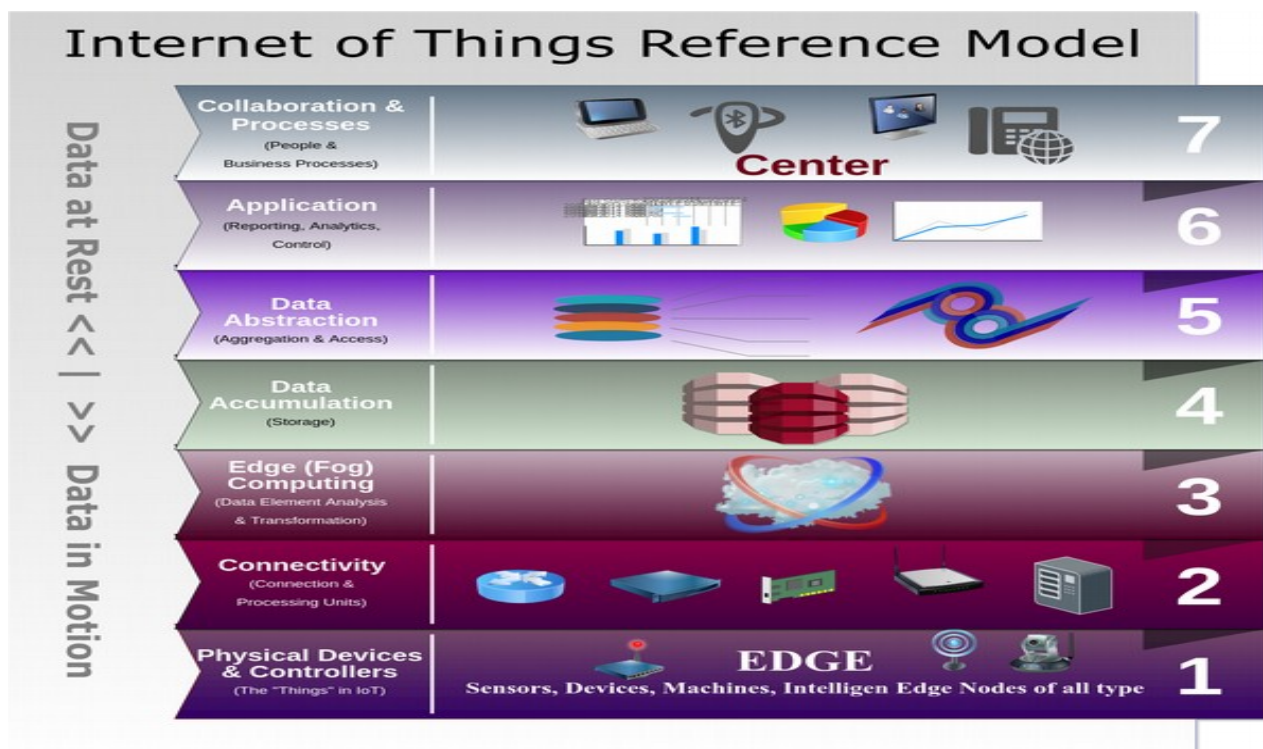 Internet of Things Reference Model
Data at Rest << | >> Data in Motion
Collaboration &
Processes
(People &
Business Processes)
Center
7
Application
(Reporting, Analytics,
Control)
6
Data
Abstraction
(Aggregation & Access)
5
Data
Accumulation
(Storage)
4
Edge (Fog)
Computing
(Data Element Analysis
& Transformation)
3
Connectivity
(Connection &
Processing Units)
2
Physical Devices
& Controllers
(The "Things" in IoT)
EDGE
Sensors, Devices, Machines, Intelligen Edge Nodes of all type
1